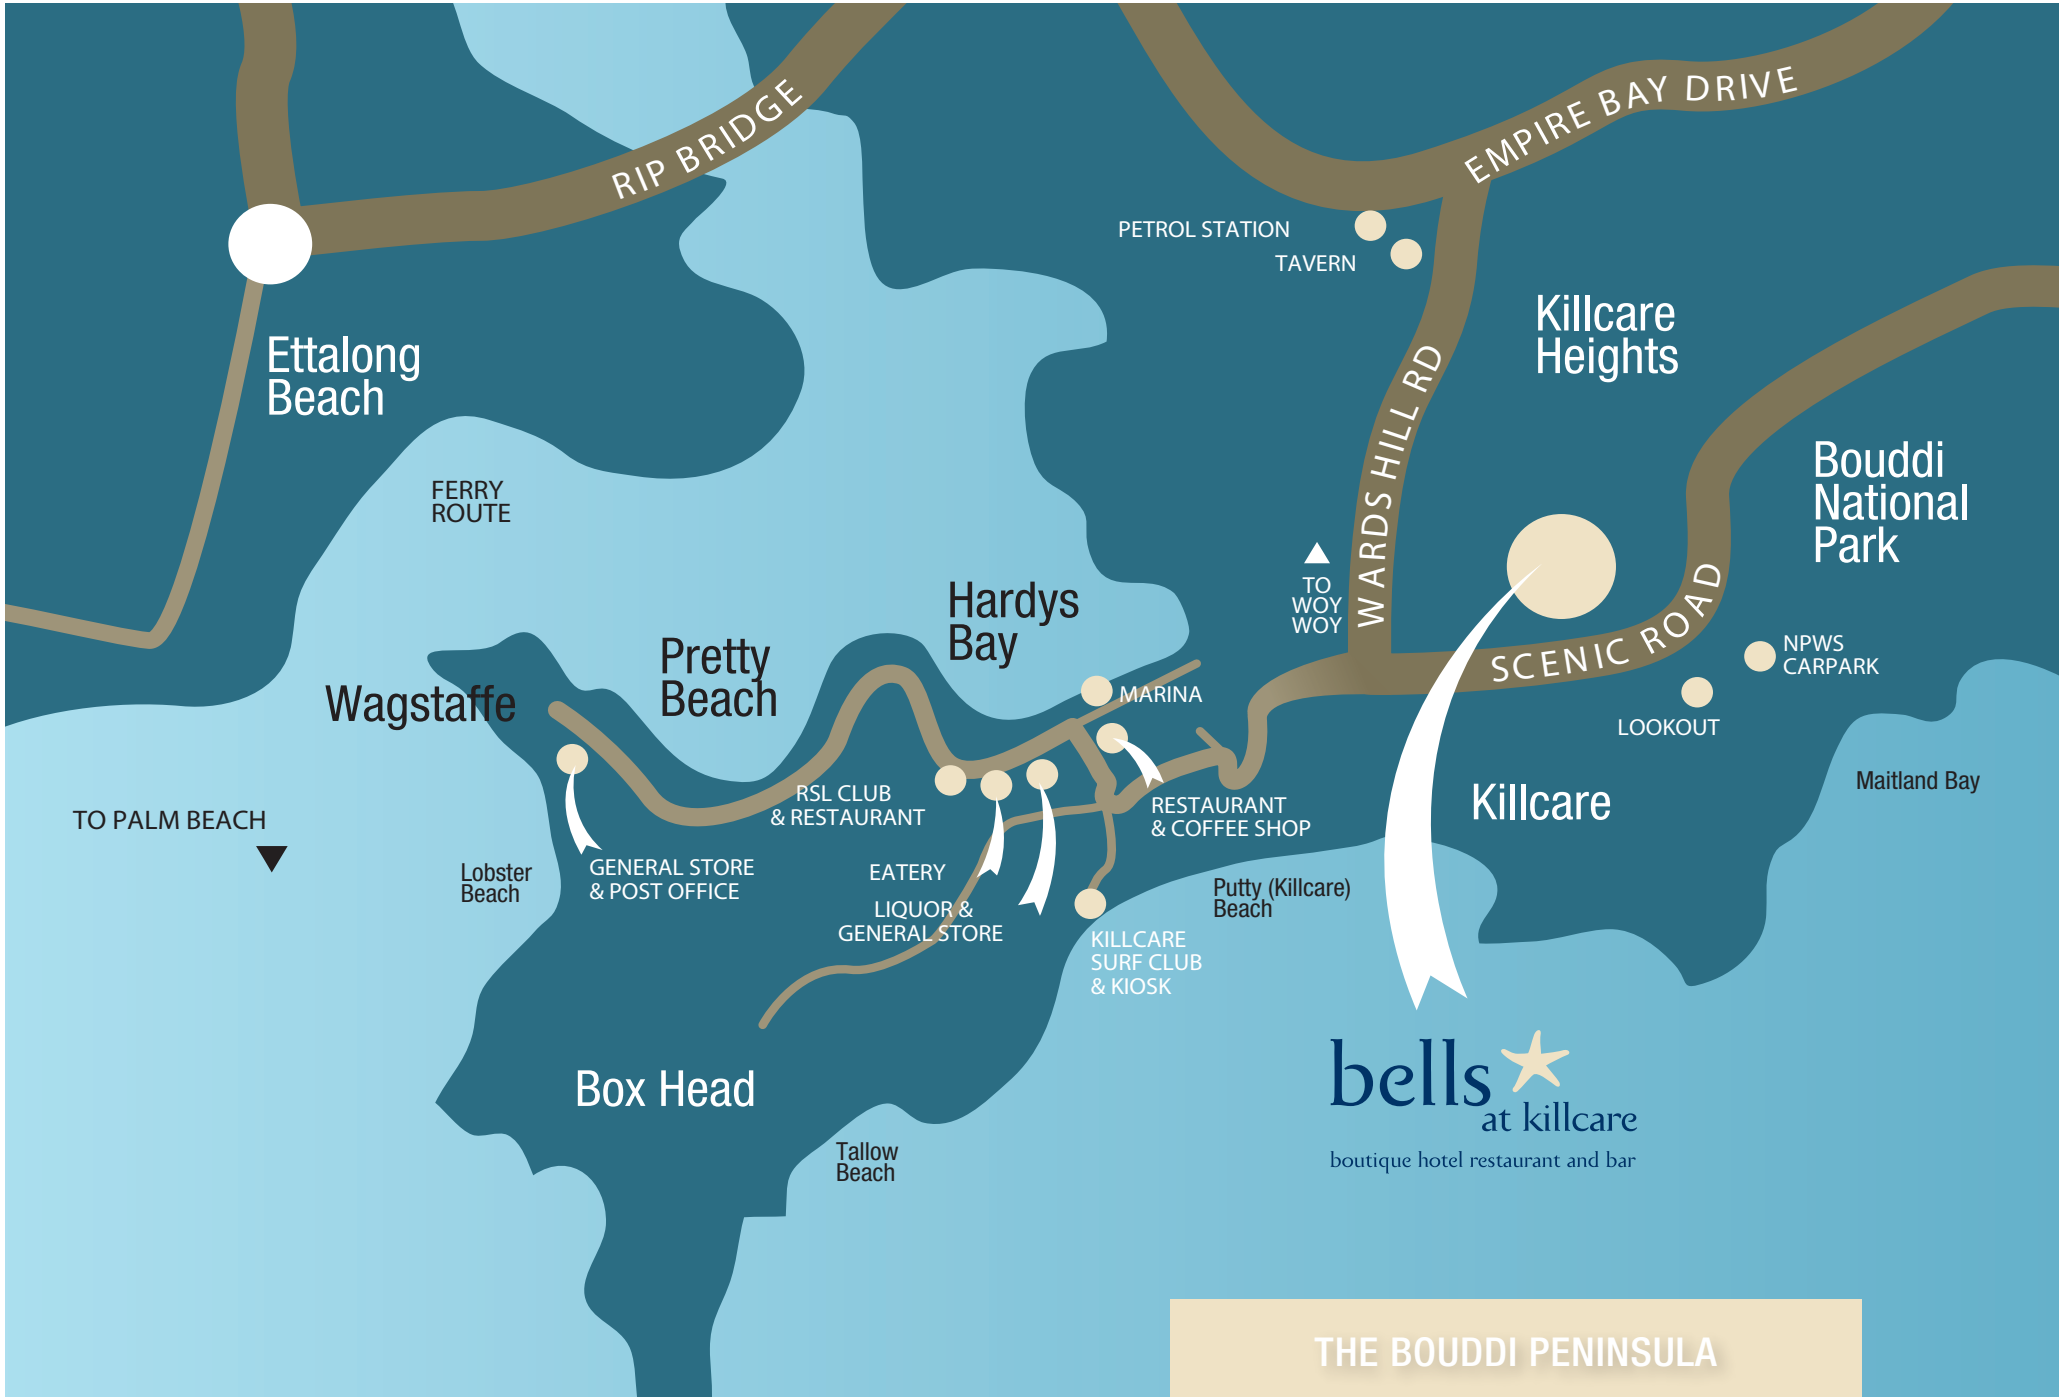 RIP BRIDGE
EMPIRE BAY DRIVE
PETROL STATION
TAVERN
Killcare
Heights
Ettalong
Beach
WARDS HILL RD
Bouddi
National
Park
FERRY
ROUTE
TO
WOY
WOY
Hardys
Bay
SCENIC ROAD
NPWS
CARPARK
Pretty
Beach
Wagstaffe
MARINA
LOOKOUT
Maitland Bay
Killcare
RSL CLUB
& RESTAURANT
RESTAURANT
& COFFEE SHOP
TO PALM BEACH
Lobster
Beach
GENERAL STORE
& POST OFFICE
EATERY
LIQUOR &
GENERAL STORE
Putty (Killcare)
Beach
KILLCARE
SURF CLUB
& KIOSK
Box Head
Tallow
Beach
bells
at killcare
boutique hotel restaurant and bar
THE BOUDDI PENINSULA